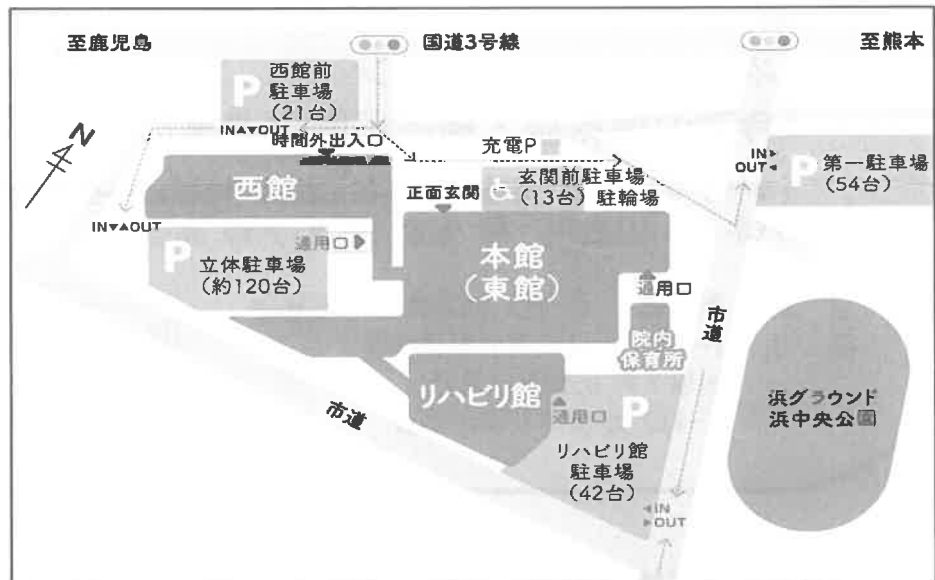 至鹿児島
国道3号線
至熊本
P
西館前
駐車場
(21台)
IN▲▼OUT
時間外出入口
N
充電P
IN▶
OUT◀
P
第一駐車場
(54台)
西館
正面玄関
玄関前駐車場
(13台) 駐輪場
IN▼▲OUT
P
通用口
立体駐車場
(約120台)
本館
(東館)
通用口
市道
院内
保育所
リハビリ館
通用口
P
浜グラウンド
浜中央公園
市道
リハビリ館
駐車場
(42台)
◀IN
▶OUT